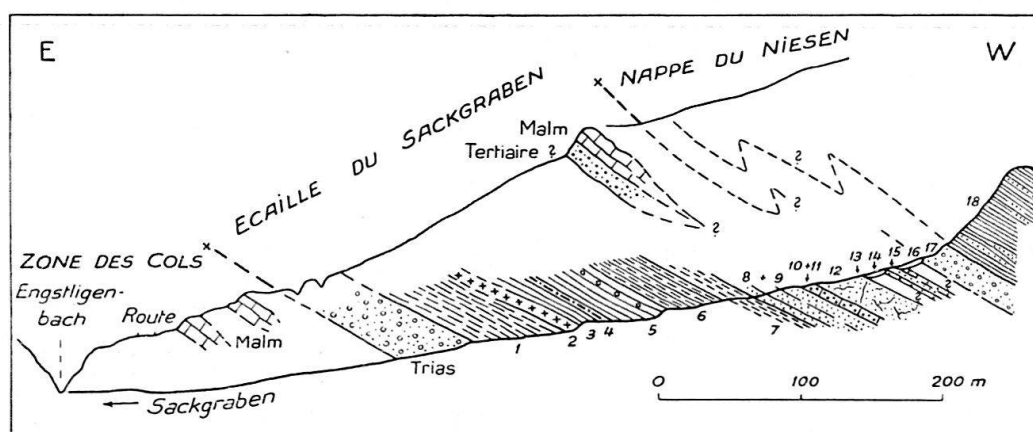 E
W
ECAILLE DU SACKGRABEN
NAPPE DU NIESEN
Malm
Tertiaire ?
?
?
?
18
ZONE DES COLS
Engstligen-
bach
Route
Malm
Trias
1
2
3
4
5
6
7
8 + 9
10+11
12
13
14
15
16
17
?
?
0 100 200 m
Sackgraben